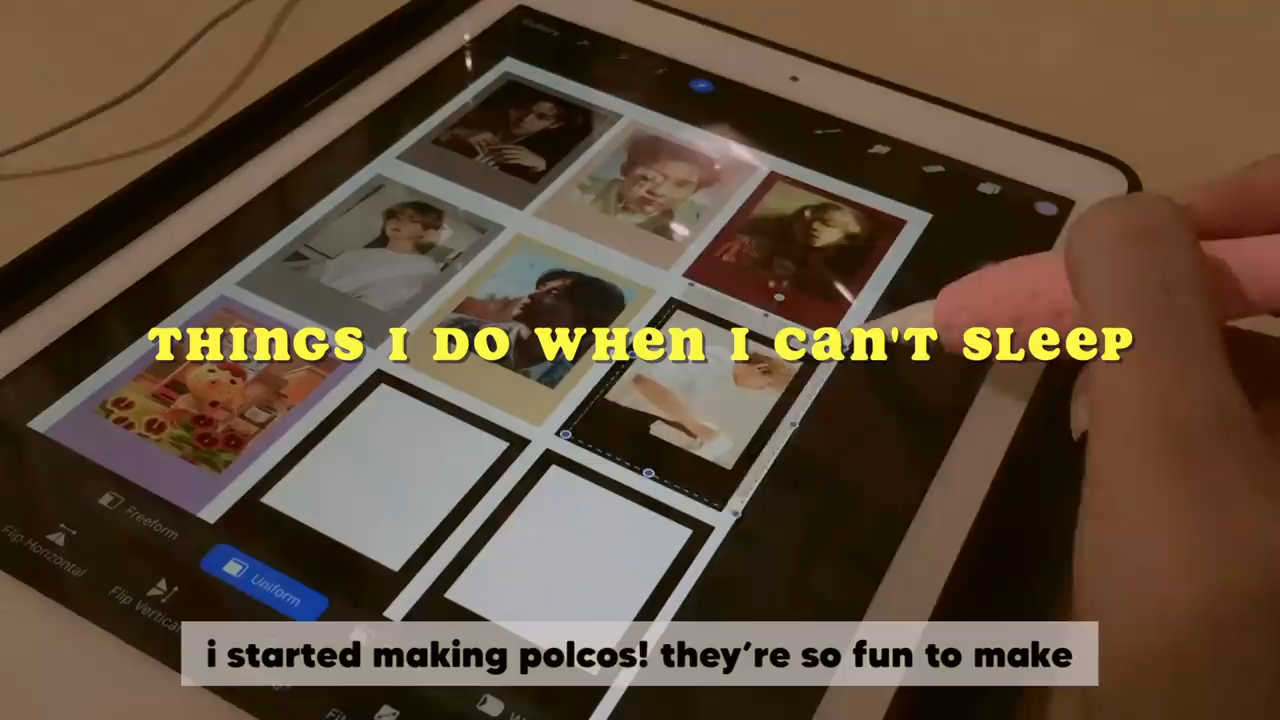 Gallery
THINGS I DO WHEN I CAN'T SLEEP
Freeform
Flip Horizontal
Uniform
Flip Vertical
i started making polcos! they're so fun to make